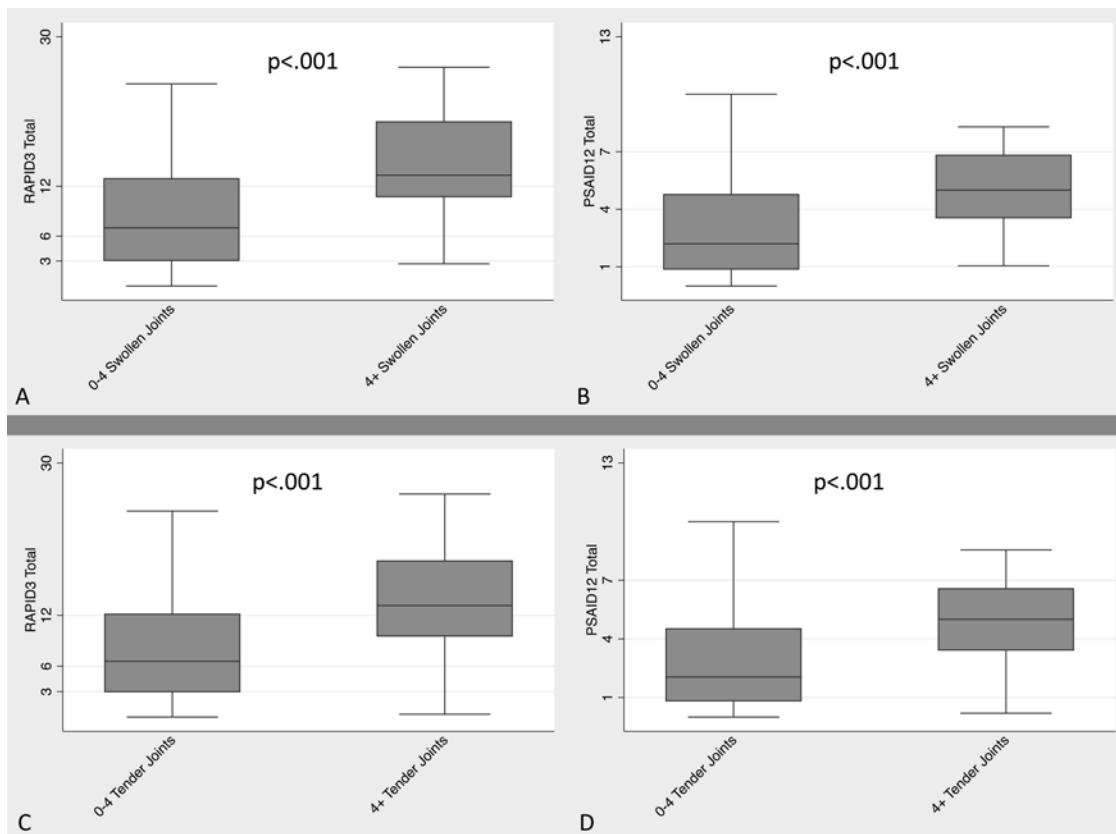 30
12
6
3
RAPID3 Total
p<.001
0-4 Swollen Joints
4+ Swollen Joints
A
13
7
4
1
PSAID12 Total
p<.001
0-4 Swollen Joints
4+ Swollen Joints
B
30
12
6
3
RAPID3 Total
p<.001
0-4 Tender Joints
4+ Tender Joints
C
13
7
4
1
PSAID12 Total
p<.001
0-4 Tender Joints
4+ Tender Joints
D